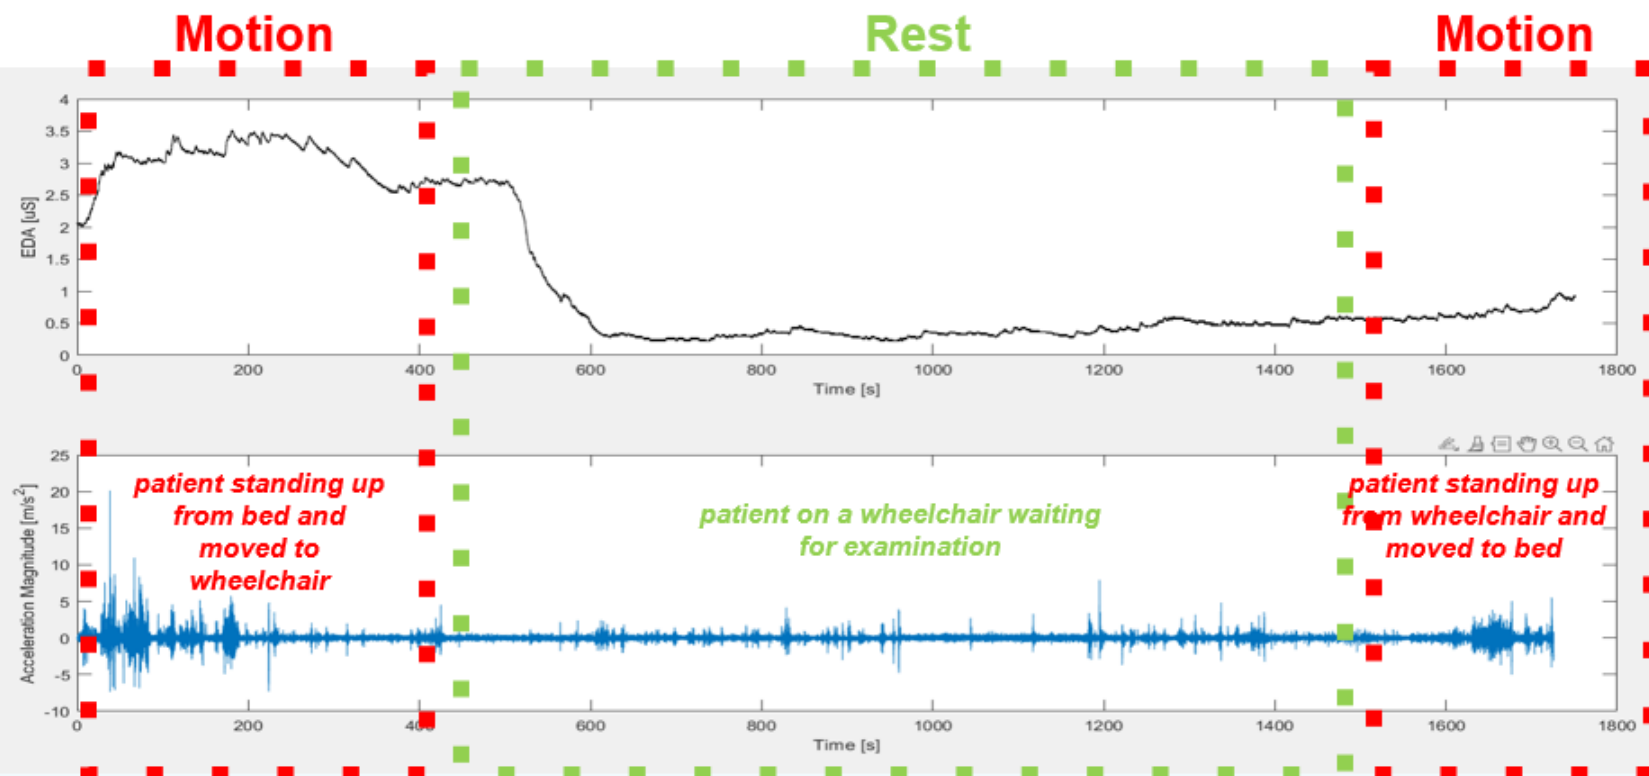 Motion
Rest
Motion
4
3.5
3
2.5
2
1.5
1
0.5
0
EDA [uS]
0 200 400 600 800 1000 1200 1400 1600 1800
Time [s]
25
20
15
10
5
0
-5
-10
Acceleration Magnitude [m/s²]
patient standing up
from bed and
moved to
wheelchair
patient on a wheelchair waiting
for examination
patient standing up
from wheelchair and
moved to bed
0 200 400 600 800 1000 1200 1400 1600 1800
Time [s]